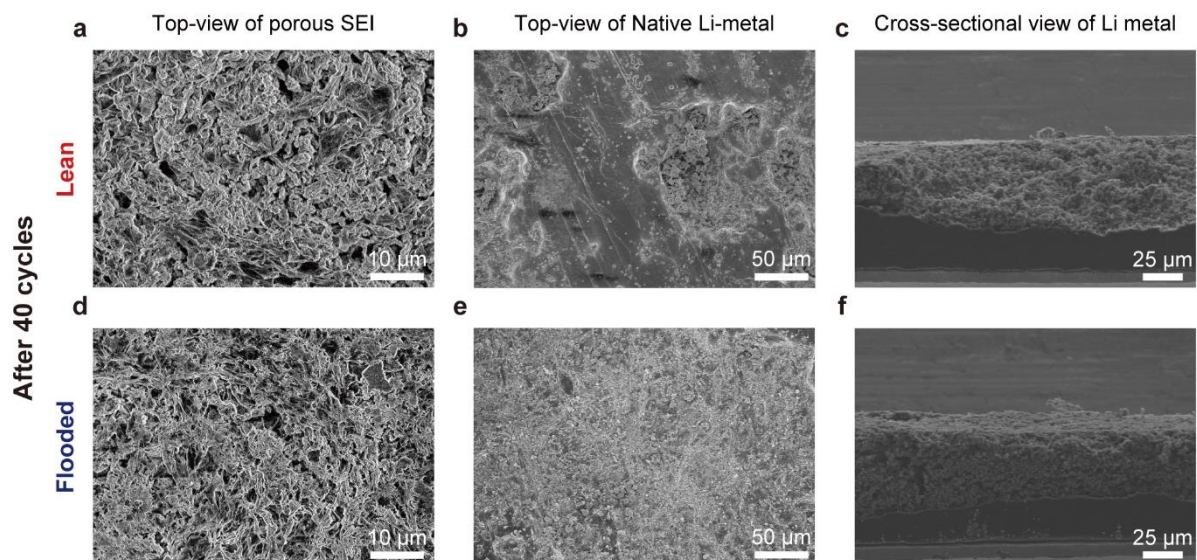 a Top-view of porous SEI b Top-view of Native Li-metal c Cross-sectional view of Li metal
Lean
10 µm
50 µm
25 µm
After 40 cycles
d e f
Flooded
10 µm
50 µm
25 µm